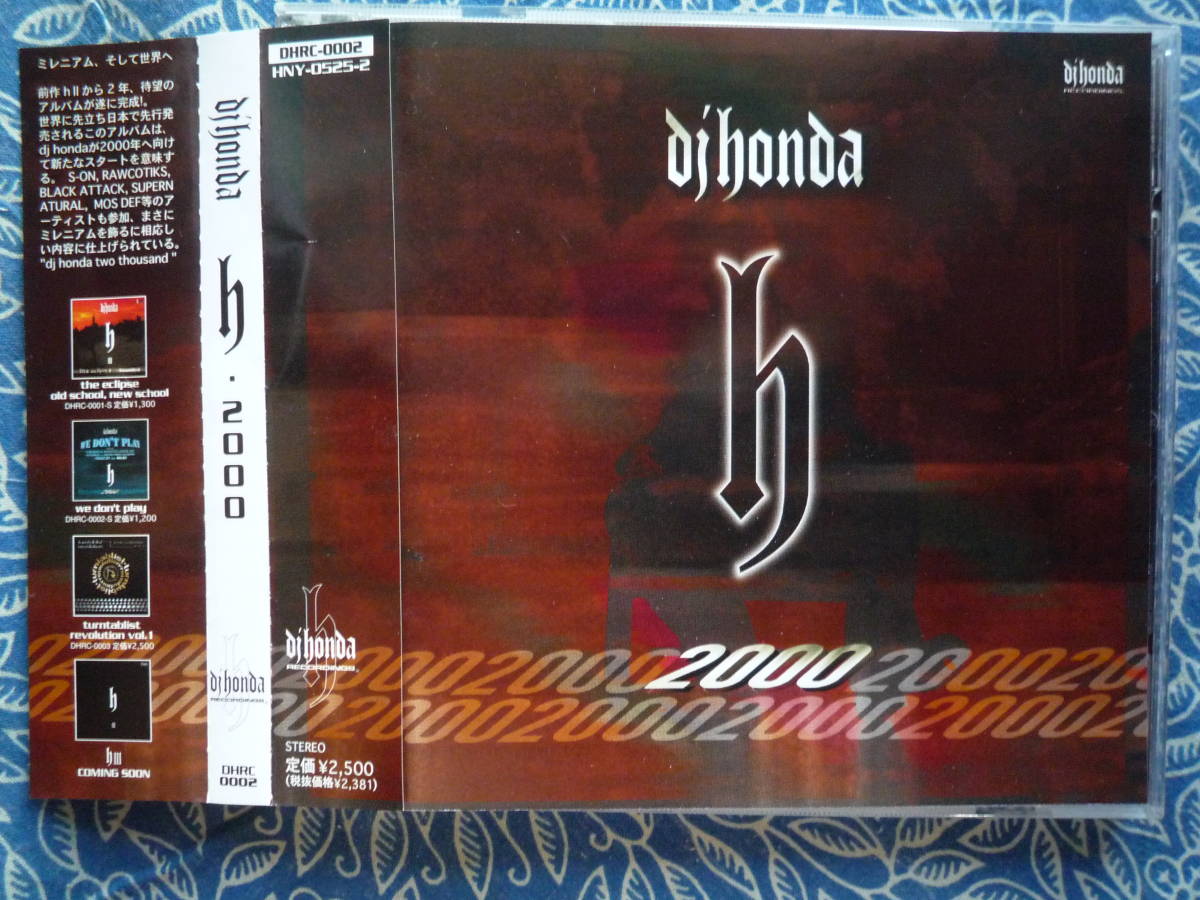 ミレニアム、そして世界へ
前作 h II から 2 年、待望の
アルバムが遂に完成!。
世界に先立ち日本で先行発
売されるこのアルバムは、
dj hondaが2000年へ向け
て新たなスタートを意味す
る。 S-ON, RAWCOTIKS,
BLACK ATTACK, SUPERN
ATURAL, MOS DEF等のア
ーティストも参加、まさに
ミレニアムを飾るに相応し
い内容に仕上げられている。
"dj honda two thousand "
dj honda
h
II
the eclipse
old school, new school
DHRC-0001-S 定価¥1,300
WE DON'T PLAY
h
we don't play
DHRC-0002-S 定価¥1,200
turntablist
revolution vol.1
DHRC-0003 定価¥2,500
h
h III
COMING SOON
dj honda
h
・
2000
dj honda
RECORDINGS
DHRC
0002
DHRC-0002
HNY-0525-2
h
dj honda
RECORDINGS
STEREO
定価 ¥2,500
(税抜価格¥2,381)
dj honda
RECORDINGS
dj honda
h
2000